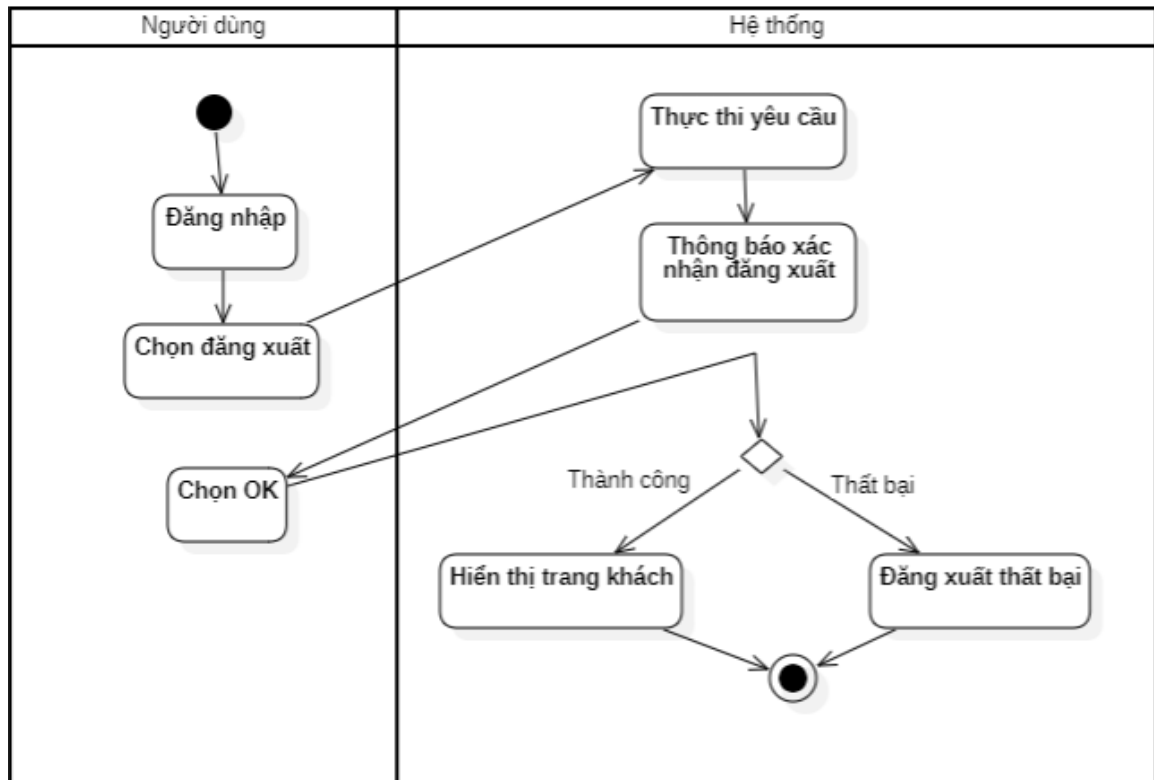 Người dùng
Hệ thống
Thực thi yêu cầu
Đăng nhập
Thông báo xác
nhận đăng xuất
Chọn đăng xuất
Chọn OK
Thành công
Thất bại
Hiển thị trang khách
Đăng xuất thất bại